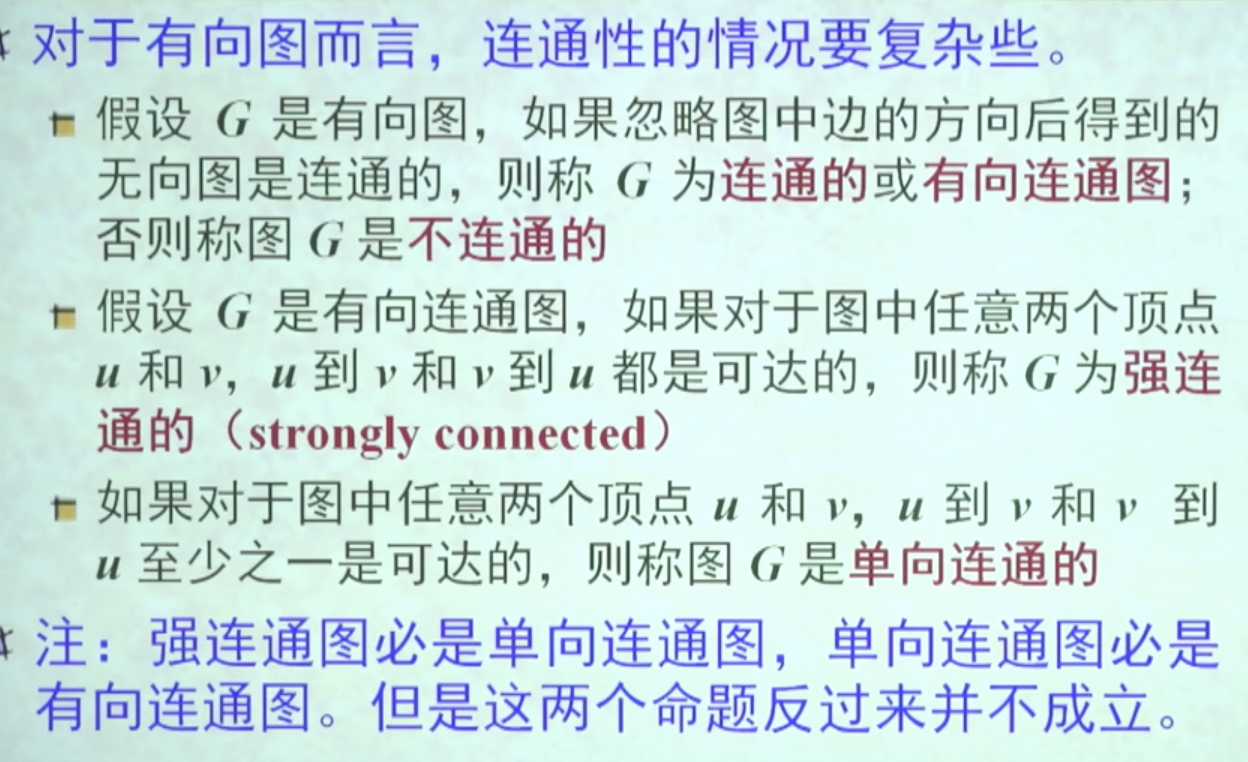 对于有向图而言，连通性的情况要复杂些。
假设 G 是有向图，如果忽略图中边的方向后得到的
无向图是连通的，则称 G 为连通的或有向连通图；
否则称图 G 是不连通的
假设 G 是有向连通图，如果对于图中任意两个顶点
u 和 v，u 到 v 和 v 到 u 都是可达的，则称 G 为强连
通的（strongly connected）
如果对于图中任意两个顶点 u 和 v，u 到 v 和 v 到
u 至少之一是可达的，则称图 G 是单向连通的
注：强连通图必是单向连通图，单向连通图必是
有向连通图。但是这两个命题反过来并不成立。